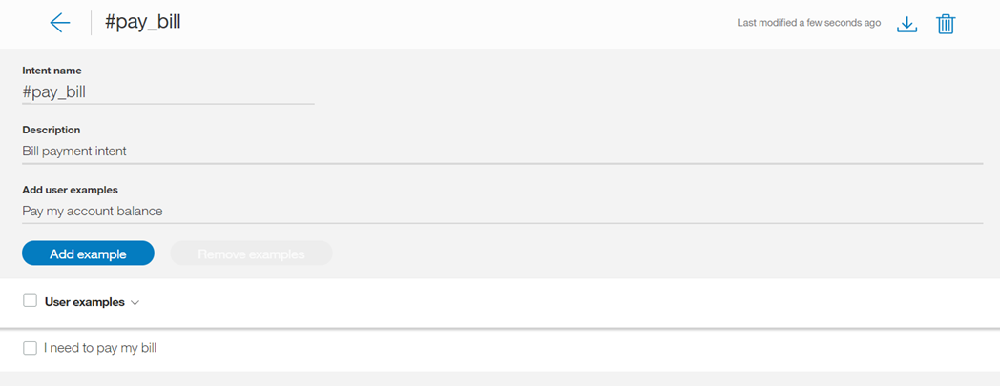 #pay_bill
Last modified a few seconds ago
Intent name
#pay_bill
Description
Bill payment intent
Add user examples
Pay my account balance
Add example
Remove examples
User examples
I need to pay my bill